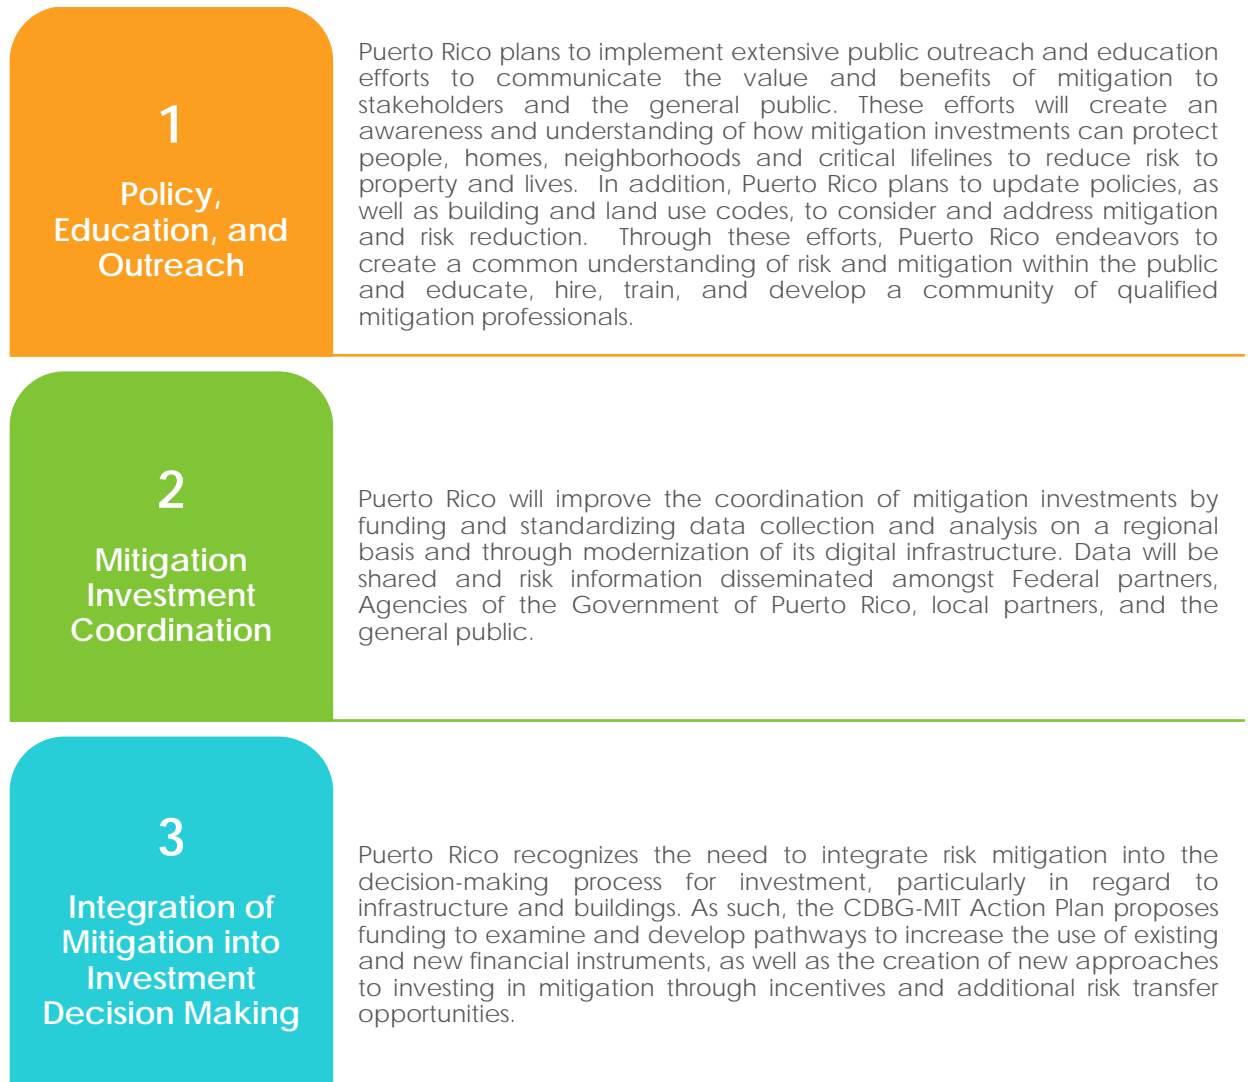 1
Policy,
Education, and
Outreach
Puerto Rico plans to implement extensive public outreach and education
efforts to communicate the value and benefits of mitigation to
stakeholders and the general public. These efforts will create an
awareness and understanding of how mitigation investments can protect
people, homes, neighborhoods and critical lifelines to reduce risk to
property and lives. In addition, Puerto Rico plans to update policies, as
well as building and land use codes, to consider and address mitigation
and risk reduction. Through these efforts, Puerto Rico endeavors to
create a common understanding of risk and mitigation within the public
and educate, hire, train, and develop a community of qualified
mitigation professionals.
2
Mitigation
Investment
Coordination
Puerto Rico will improve the coordination of mitigation investments by
funding and standardizing data collection and analysis on a regional
basis and through modernization of its digital infrastructure. Data will be
shared and risk information disseminated amongst Federal partners,
Agencies of the Government of Puerto Rico, local partners, and the
general public.
3
Integration of
Mitigation into
Investment
Decision Making
Puerto Rico recognizes the need to integrate risk mitigation into the
decision-making process for investment, particularly in regard to
infrastructure and buildings. As such, the CDBG-MIT Action Plan proposes
funding to examine and develop pathways to increase the use of existing
and new financial instruments, as well as the creation of new approaches
to investing in mitigation through incentives and additional risk transfer
opportunities.